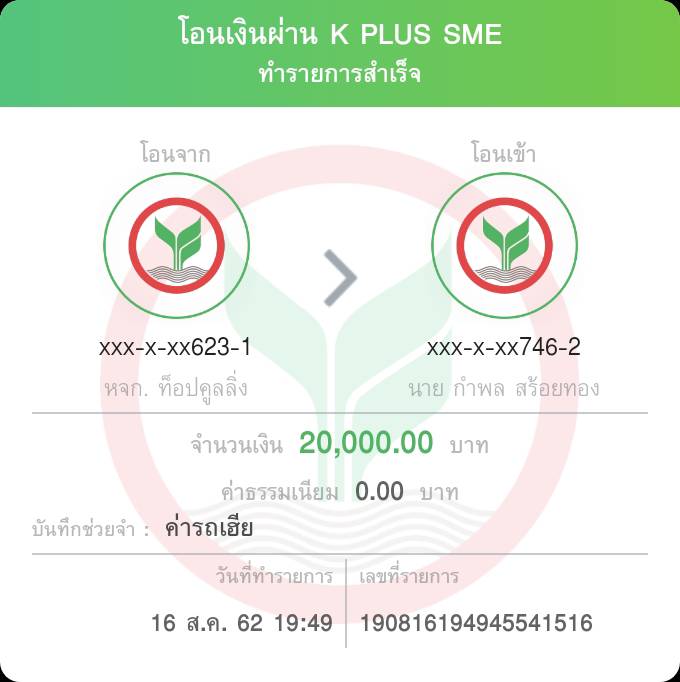 โอนเงินผ่าน K PLUS SME
ทำรายการสำเร็จ
โอนจาก
โอนเข้า
xxx-x-xx623-1
xxx-x-xx746-2
หจก. ท็อปคูลลิ่ง
นาย กำพล สร้อยทอง
จำนวนเงิน 20,000.00 บาท
ค่าธรรมเนียม 0.00 บาท
บันทึกช่วยจำ : ค่ารถเฮีย
วันที่ทำรายการ
เลขที่รายการ
16 ส.ค. 62 19:49
190816194945541516